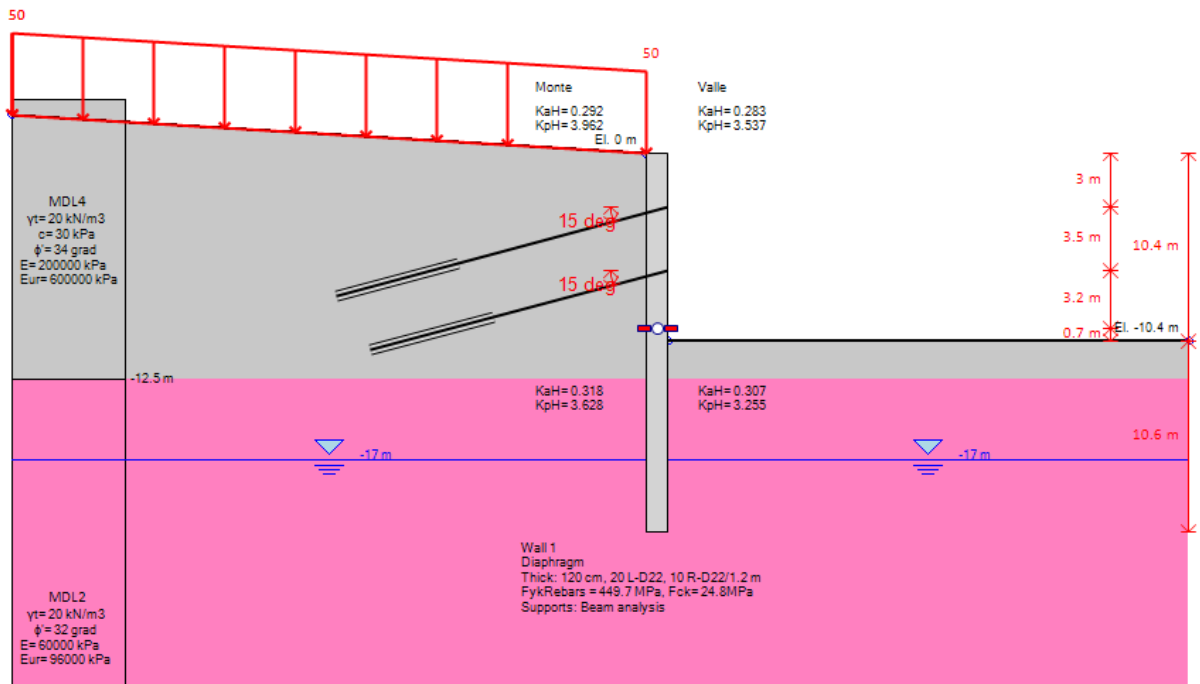 50
50
Monte
KaH= 0.292
KpH= 3.962
El. 0 m
Valle
KaH= 0.283
KpH= 3.537
3 m
3.5 m
10.4 m
3.2 m
0.7 m
El. -10.4 m
MDL4
γt= 20 kN/m3
c= 30 kPa
ϕ'= 34 grad
E= 200000 kPa
Eur= 600000 kPa
15 deg
15 deg
-12.5 m
KaH= 0.318
KpH= 3.628
KaH= 0.307
KpH= 3.255
10.6 m
-17 m
-17 m
Wall 1
Diaphragm
Thick: 120 cm, 20 L-D22, 10 R-D22/1.2 m
FykRebars = 449.7 MPa, Fck= 24.8MPa
Supports: Beam analysis
MDL2
γt= 20 kN/m3
ϕ'= 32 grad
E= 60000 kPa
Eur= 96000 kPa